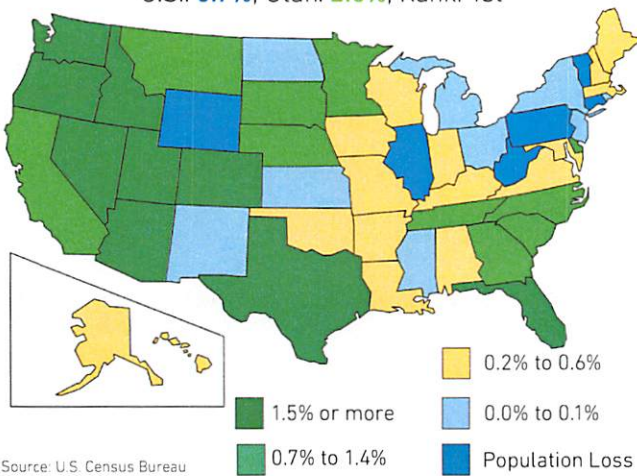 0.2% to 0.6%
1.5% or more
0.0% to 0.1%
0.7% to 1.4%
Population Loss
Source: U.S. Census Bureau